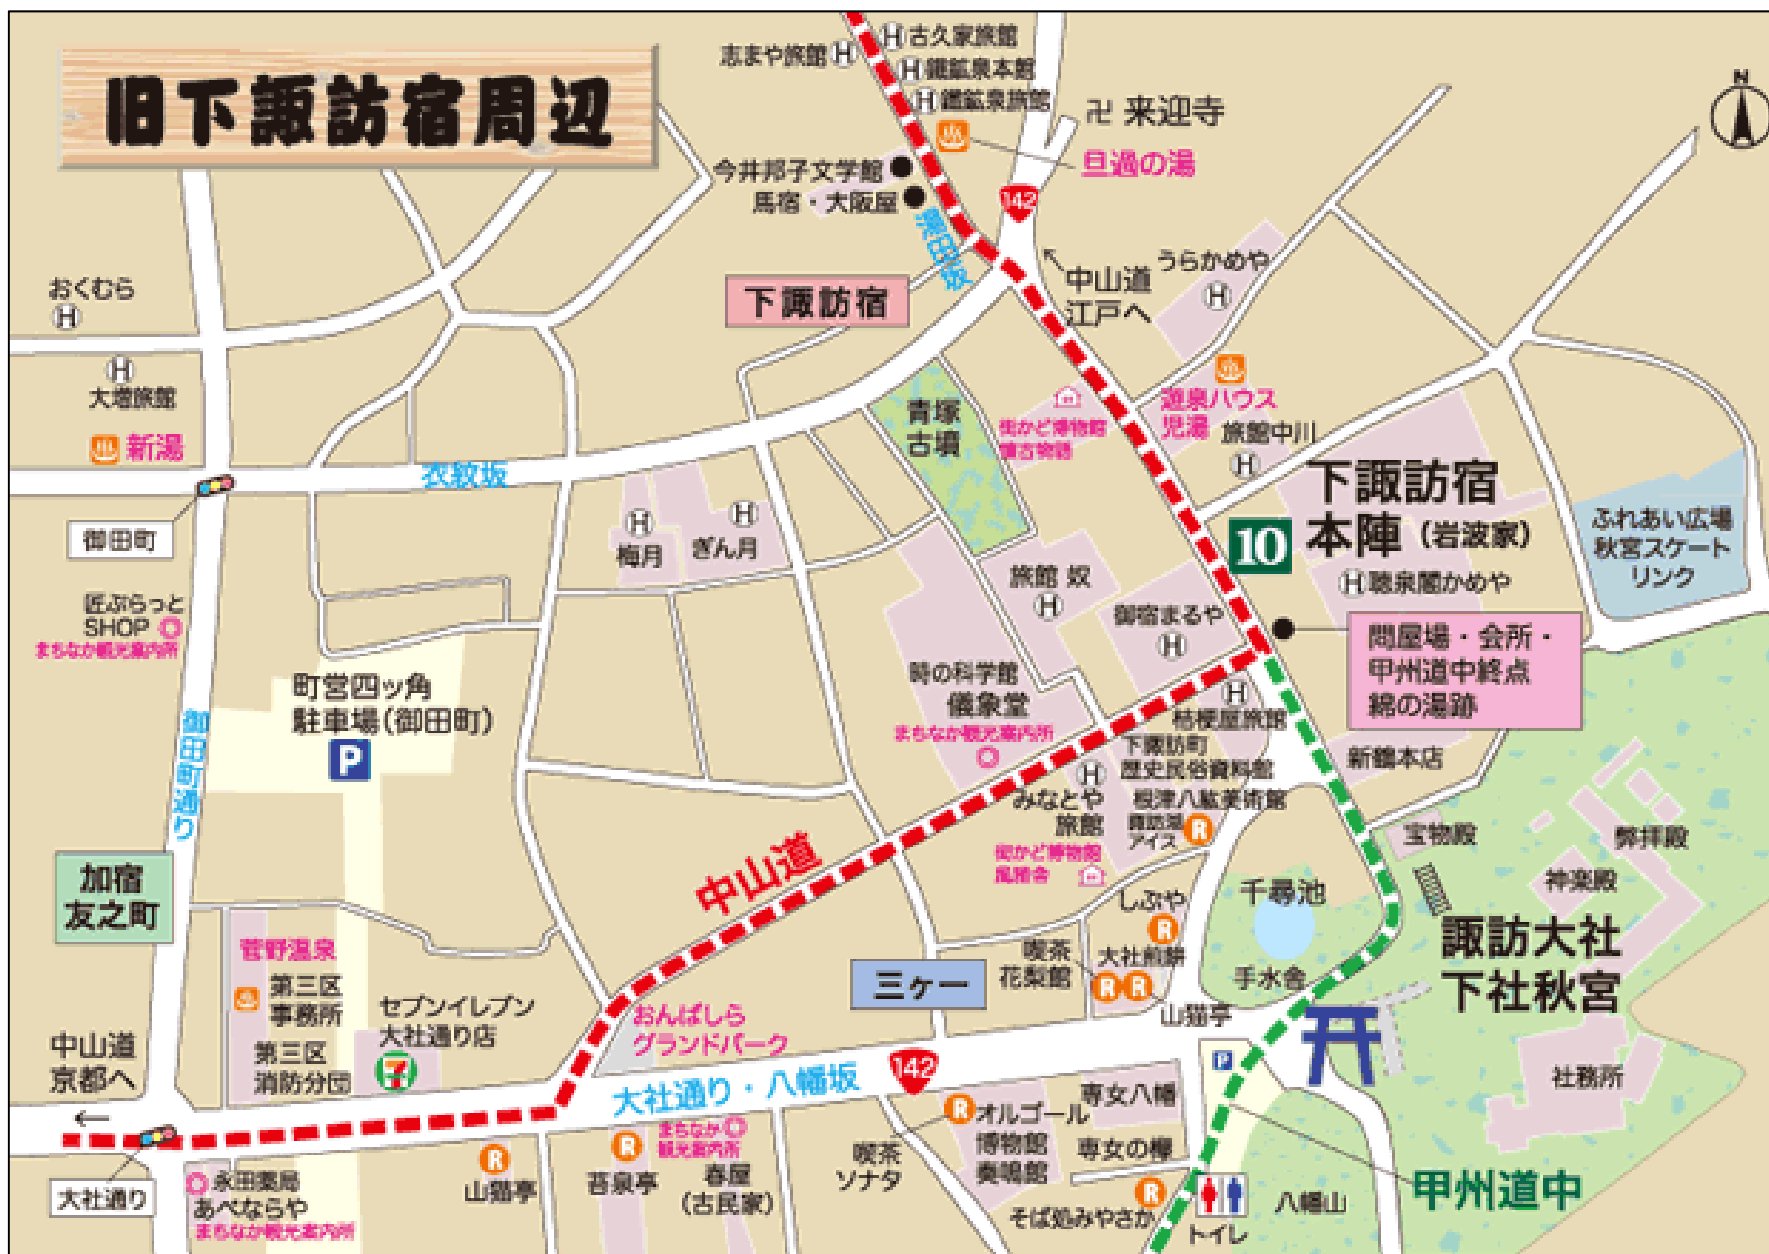 旧下諏訪宿周辺
志まや旅館 H
H 古久家旅館
H 鐵鉱泉本館
H 鐵鉱泉旅館
卍 来迎寺
旦過の湯
N
今井邦子文学館
馬宿・大阪屋
142
下諏訪宿
中山道
江戸へ
うらかめや
H
おくむら
H
H
大増旅館
新湯
衣紋坂
御田町
青塚
古墳
街かど博物館
遊泉ハウス
児湯
旅館中川
H
下諏訪宿
本陣(岩波家)
10
H 聴泉閣かめや
ふれあい広場
秋宮スケート
リンク
H
梅月
H
ぎん月
旅館 奴
H
御宿まるや
H
問屋場・会所・
甲州道中終点
綿の湯跡
匠ぷらっと
SHOP
まちなか観光案内所
町営四ッ角
駐車場(御田町)
P
御田町通り
時の科学館
儀象堂
まちなか観光案内所
H
桔梗屋旅館
下諏訪町
歴史民俗資料館
新鶴本店
H
みなとや
旅館
根津八紘美術館
諏訪湖
アイス
R
街かど博物館
中山道
宝物殿
弊拝殿
神楽殿
加宿
友之町
千尋池
しぶや
R
大社煎餅
喫茶
花梨館
R R
手水舎
山猫亭
諏訪大社
下社秋宮
菅野温泉
第三区
事務所
第三区
消防分団
セブンイレブン
大社通り店
7
三ヶ一
おんばしら
グランドパーク
中山道
京都へ
←
大社通り・八幡坂
142
P
社務所
R
オルゴール
博物館
奏鳴館
専女八幡
専女の欅
喫茶
ソナタ
まちなか
観光案内所
R
山猫亭
R
苔泉亭
春屋
(古民家)
大社通り
永田薬局
あべならや
まちなか観光案内所
R
そば処みやさか
トイレ
八幡山
甲州道中